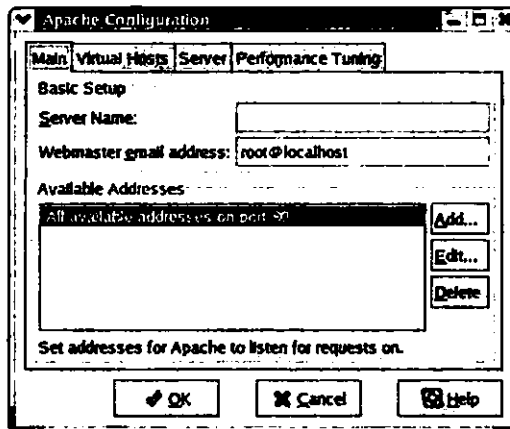 Apache Configuration
Main Virtual Hosts Server Performance Tuning
Basic Setup
Server Name:
Webmaster email address: root@localhost
Available Addresses
All available addresses on port
Add...
Edit...
Delete
Set addresses for Apache to listen for requests on.
OK Cancel Help